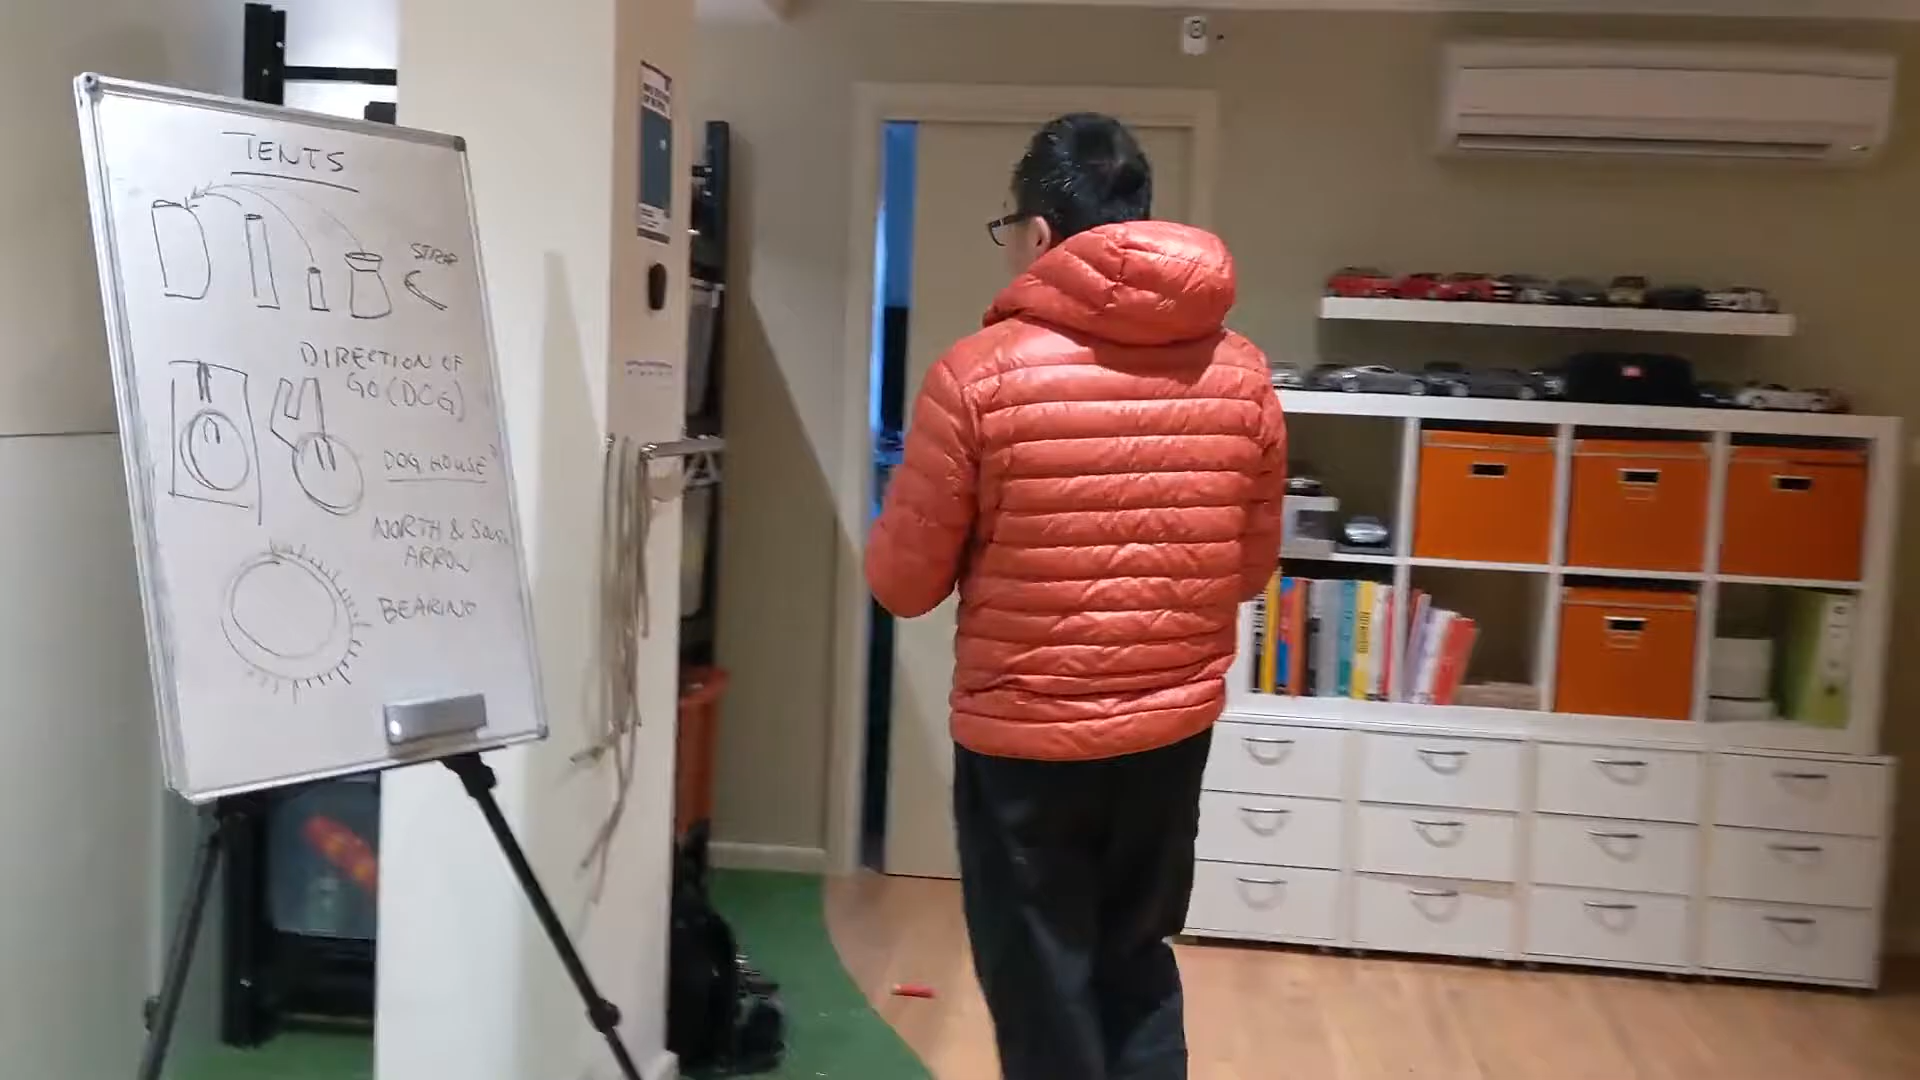 TENTS
STRAP
DIRECTION OF
GO (DOG)
DOG HOUSE
NORTH & SOUTH
ARROW
BEARING